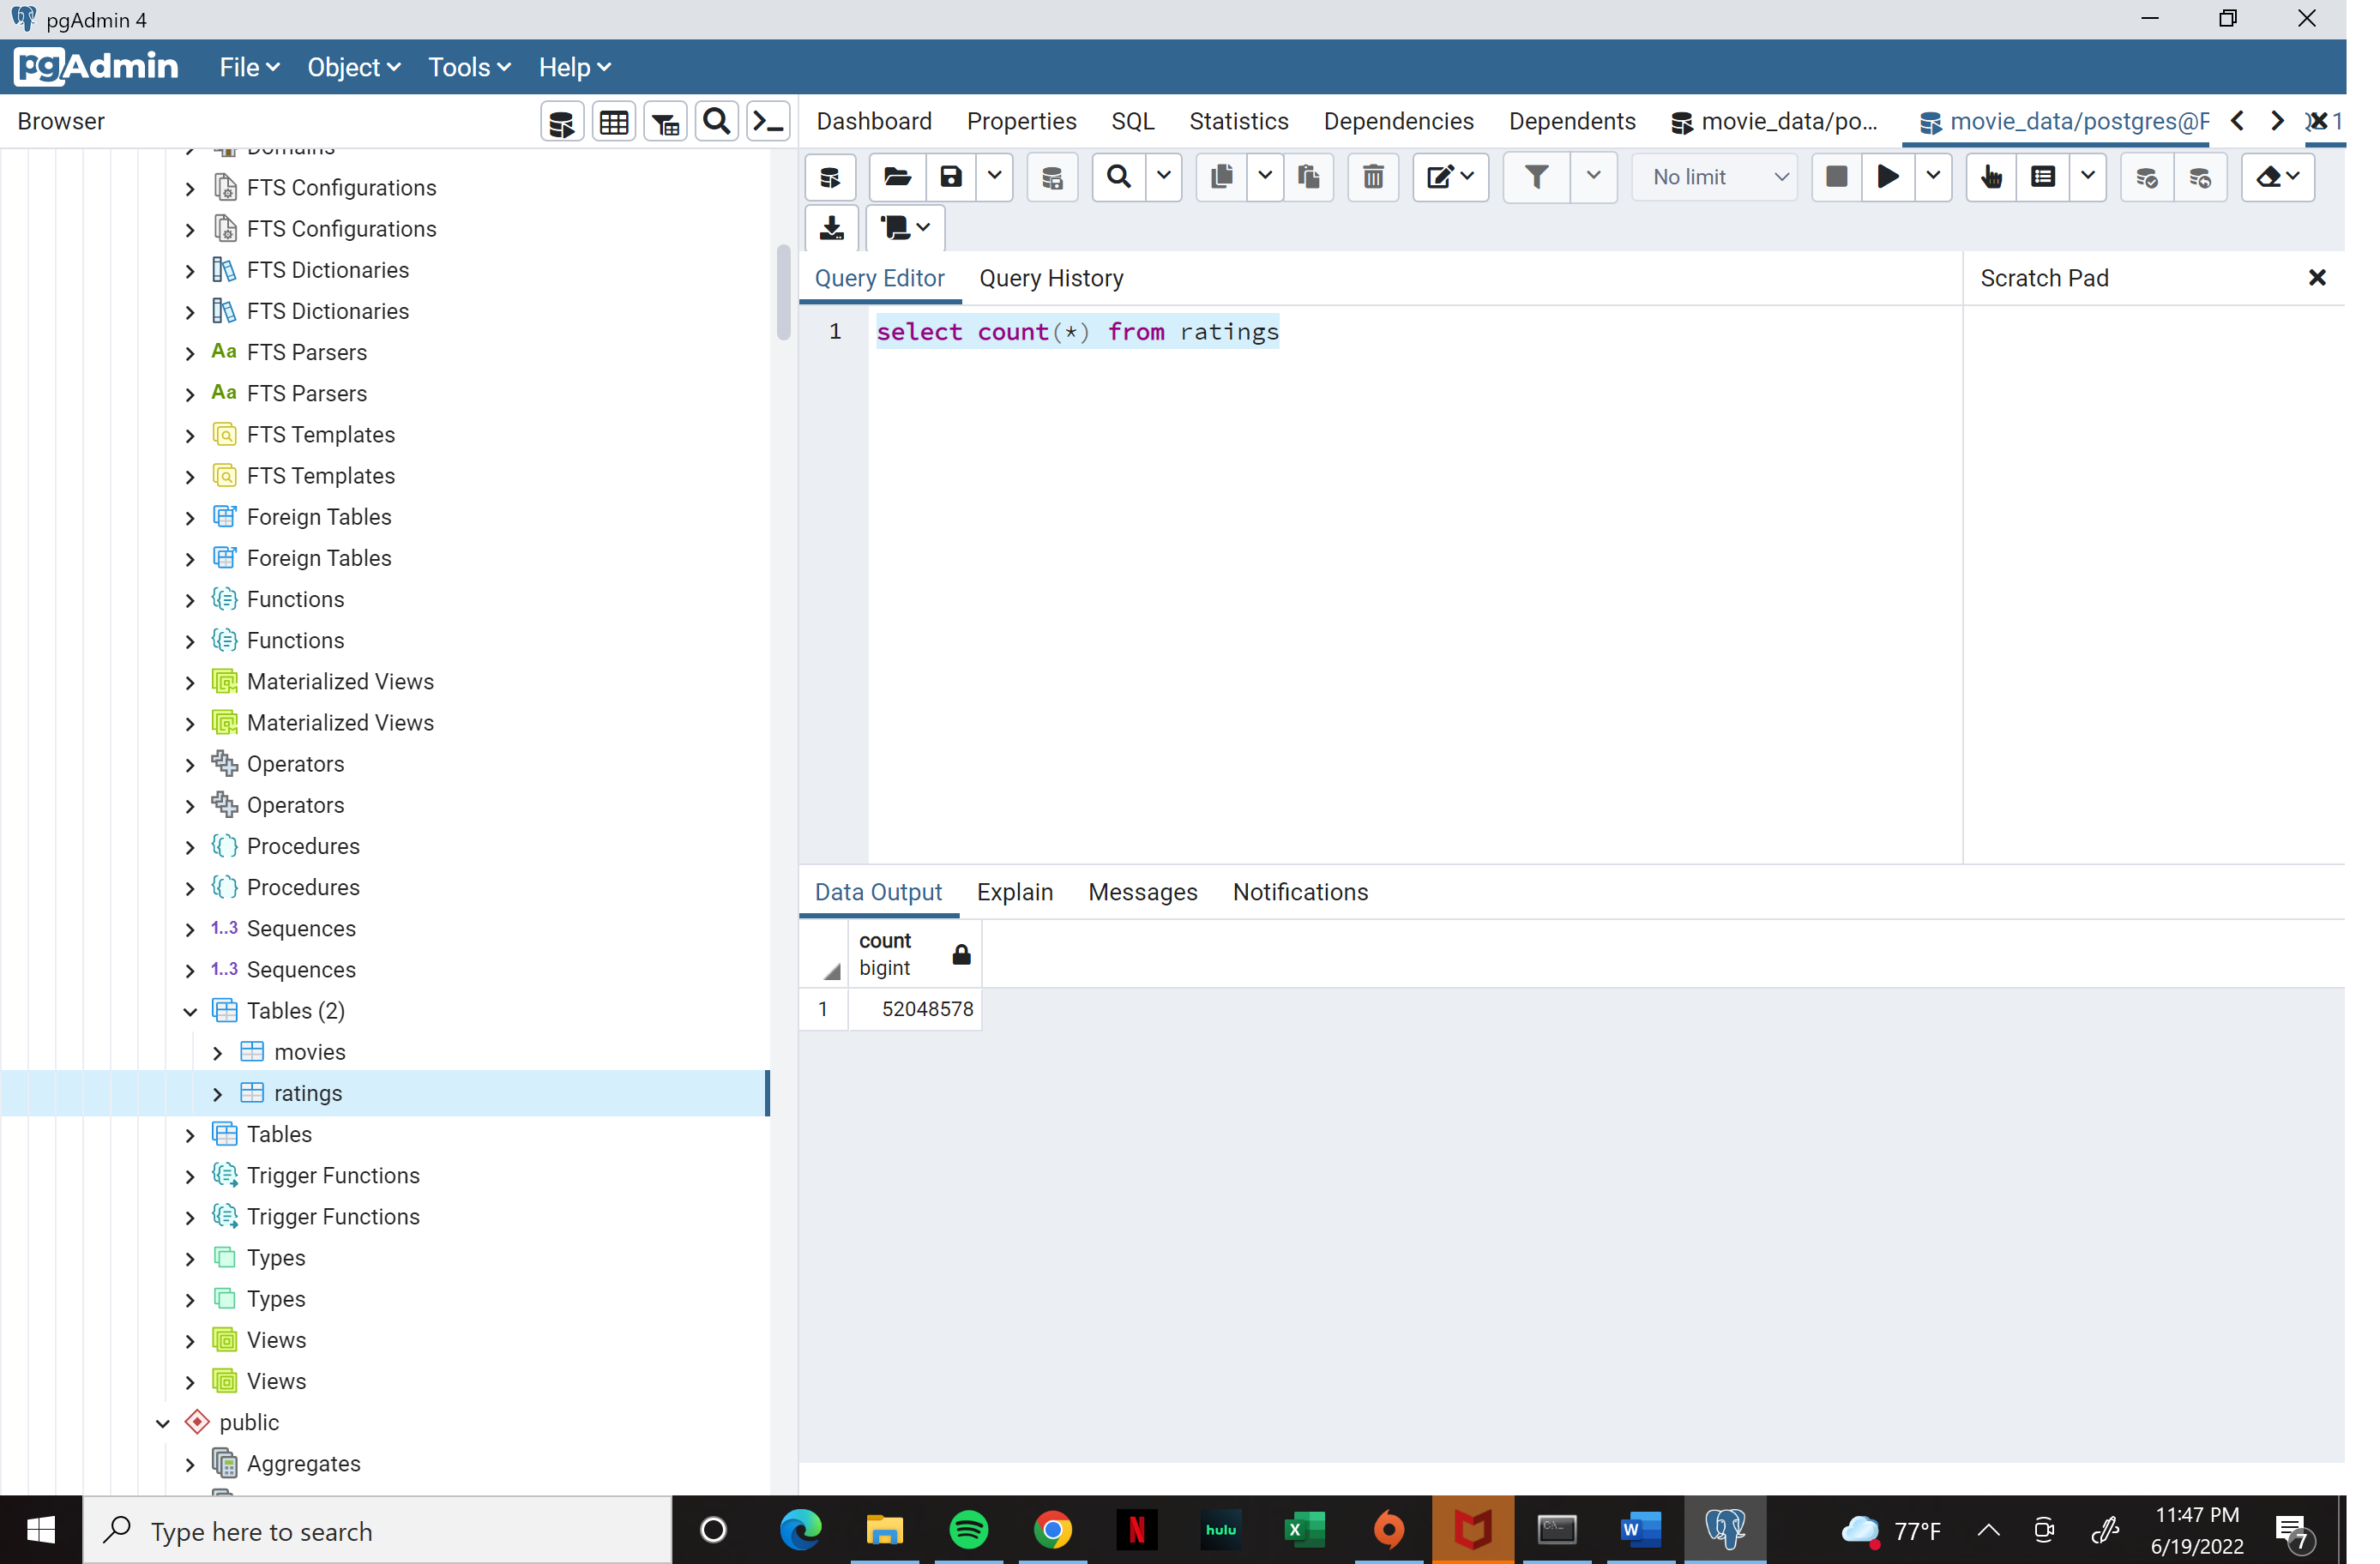 pgAdmin 4
pgAdmin File Object Tools Help
Browser
Dashboard Properties SQL Statistics Dependencies Dependents movie_data/po... movie_data/postgres@P 1
No limit
Domains
FTS Configurations
FTS Configurations
FTS Dictionaries
FTS Dictionaries
Aa FTS Parsers
Aa FTS Parsers
FTS Templates
FTS Templates
Foreign Tables
Foreign Tables
Functions
Functions
Materialized Views
Materialized Views
Operators
Operators
Procedures
Procedures
1..3 Sequences
1..3 Sequences
Tables (2)
movies
ratings
Tables
Trigger Functions
Trigger Functions
Types
Types
Views
Views
public
Aggregates
Query Editor Query History
Scratch Pad
1 select count(*) from ratings
Data Output Explain Messages Notifications
count
bigint
1 52048578
Type here to search
N
hulu
X
C:\_
W
77°F
11:47 PM
6/19/2022
7